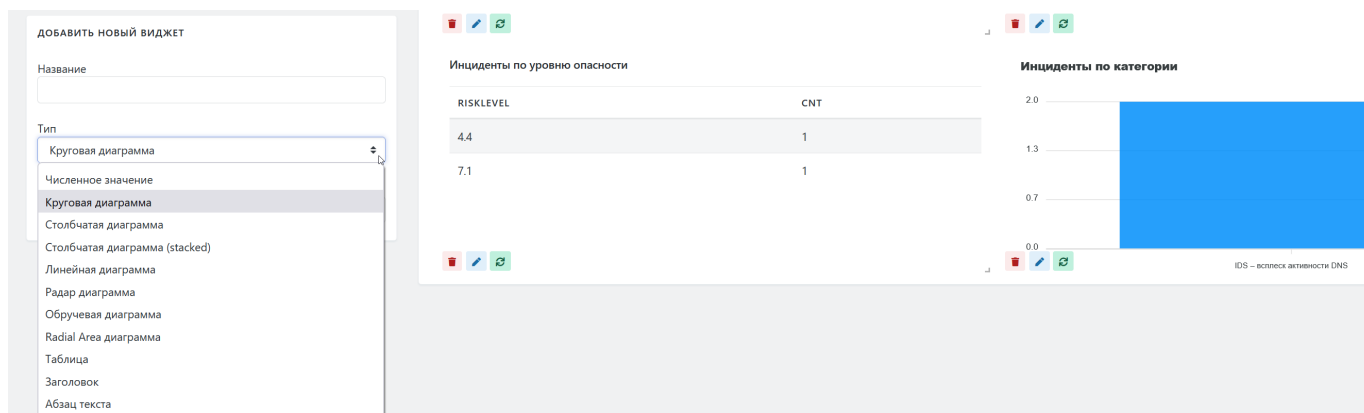 ДОБАВИТЬ НОВЫЙ ВИДЖЕТ
Название
Тип
Круговая диаграмма
Численное значение
Круговая диаграмма
Столбчатая диаграмма
Столбчатая диаграмма (stacked)
Линейная диаграмма
Радар диаграмма
Обручевая диаграмма
Radial Area диаграмма
Таблица
Заголовок
Абзац текста
Инциденты по уровню опасности
RISKLEVEL CNT
4.4 1
7.1 1
Инциденты по категории
2.0
1.3
0.7
0.0
IDS – всплеск активности DNS